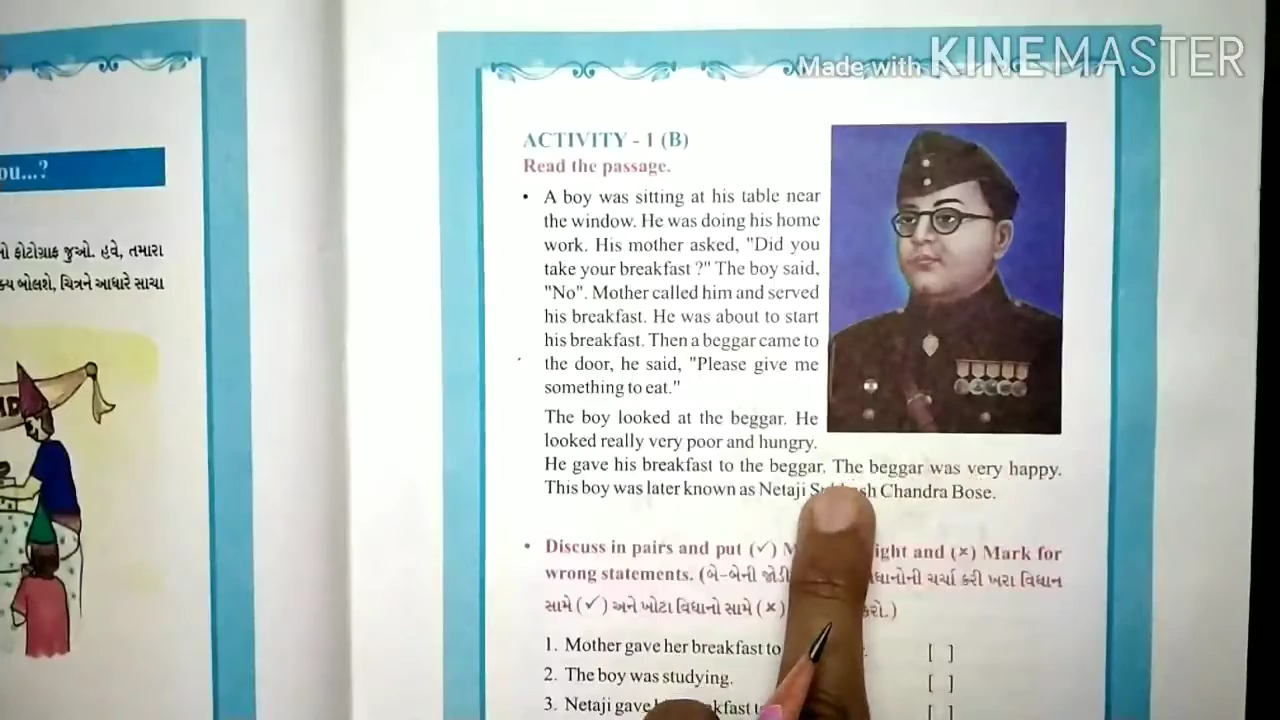 Made with KINEMASTER
ou...?
ફોટોગ્રાફ જુઓ. હવે, તમારા
બોલશે, ચિત્રને આધારે સાચા
ACTIVITY - 1 (B)
Read the passage.
• A boy was sitting at his table near
the window. He was doing his home
work. His mother asked, "Did you
take your breakfast ?" The boy said,
"No". Mother called him and served
his breakfast. He was about to start
his breakfast. Then a beggar came to
the door, he said, "Please give me
something to eat."
The boy looked at the beggar. He
looked really very poor and hungry.
He gave his breakfast to the beggar. The beggar was very happy.
This boy was later known as Netaji Chandra Bose.
• Discuss in pairs and put (✓) and (×) Mark for
wrong statements. (બે-બેની ચર્ચા કરી ખરા વિધાન
સામે (✓) અને ખોટા વિધાનો સામે (×)
1. Mother gave her breakfast to [ ]
2. The boy was studying. [ ]
3. Netaji gave [ ]